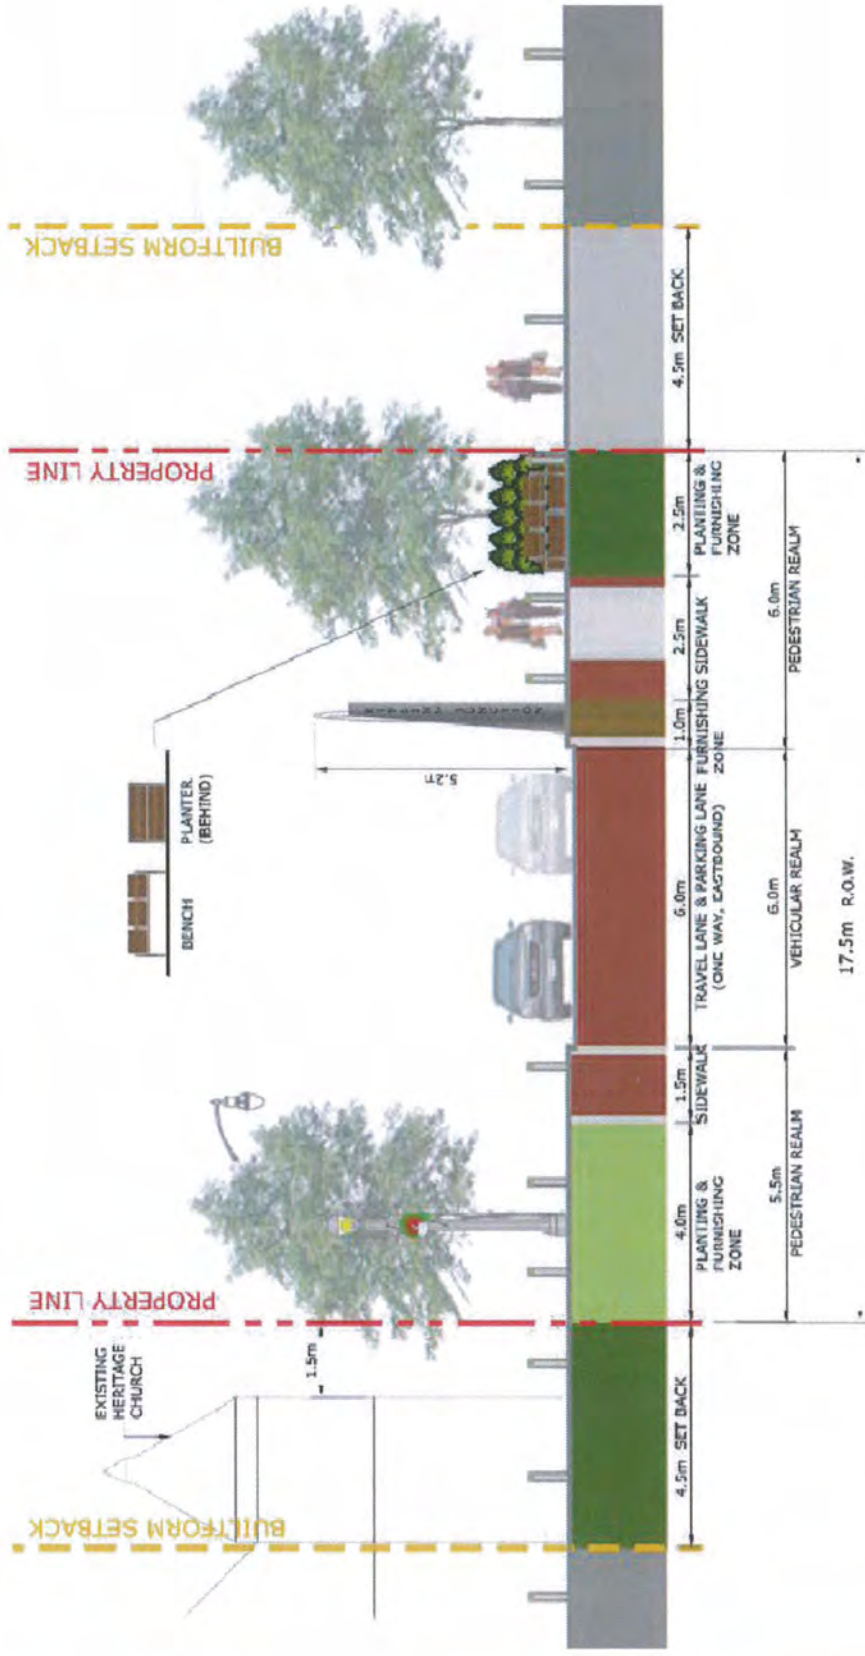 BUILTFORM SETBACK
PROPERTY LINE
PROPERTY LINE
BUILTFORM SETBACK
EXISTING
HERITAGE
CHURCH
1.5m
BENCH
PLANTER
(BEHIND)
5.2m
4.5m SET BACK
4.0m
PLANTING &
FURNISHING
ZONE
1.5m
SIDEWALK
6.0m
TRAVEL LANE & PARKING LANE
(ONE WAY, EASTBOUND)
1.0m
FURNISHING
ZONE
2.5m
SIDEWALK
2.5m
PLANTING &
FURNISHING
ZONE
4.5m SET BACK
5.5m
PEDESTRIAN REALM
6.0m
VEHICULAR REALM
6.0m
PEDESTRIAN REALM
17.5m R.O.W.